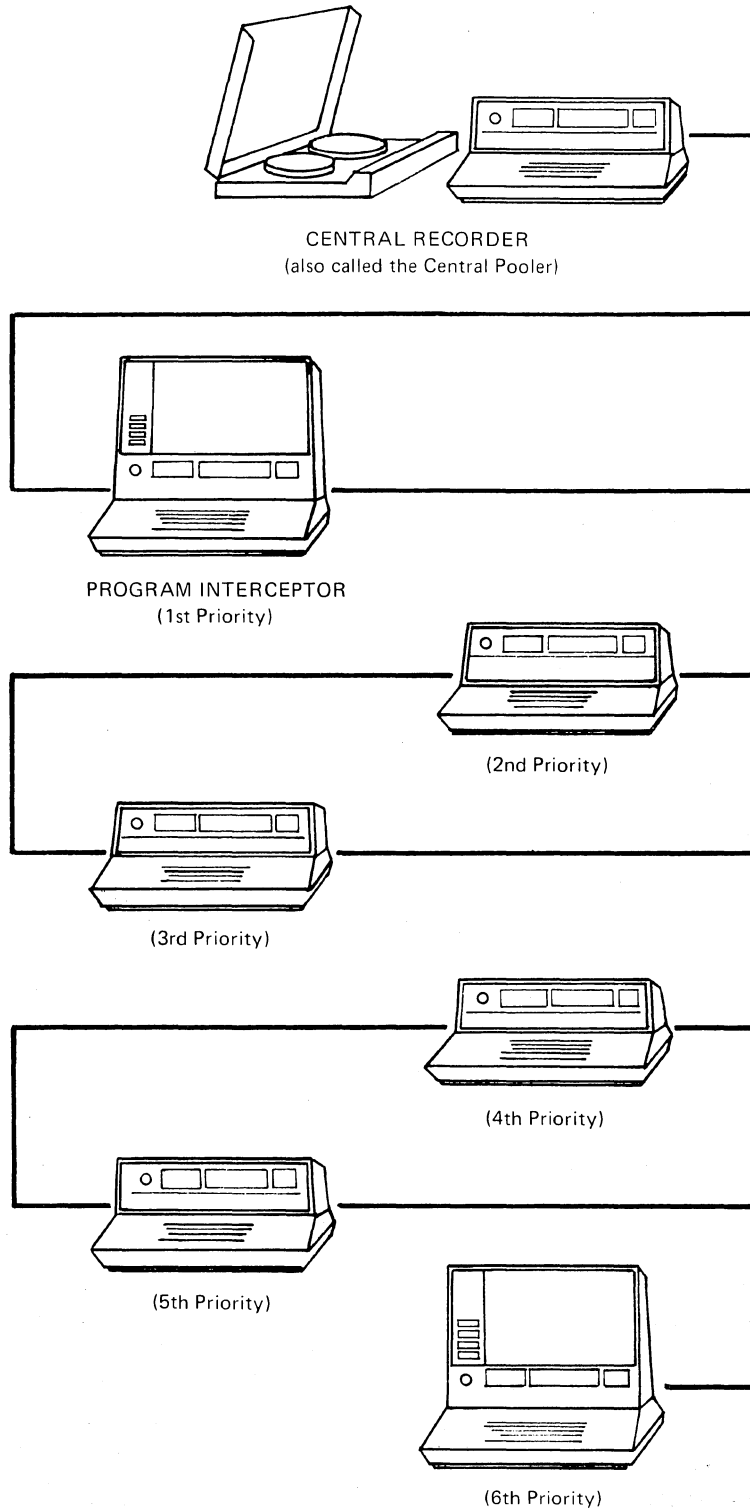 CENTRAL RECORDER
(also called the Central Pooler)
PROGRAM INTERCEPTOR
(1st Priority)
(2nd Priority)
(3rd Priority)
(4th Priority)
(5th Priority)
(6th Priority)